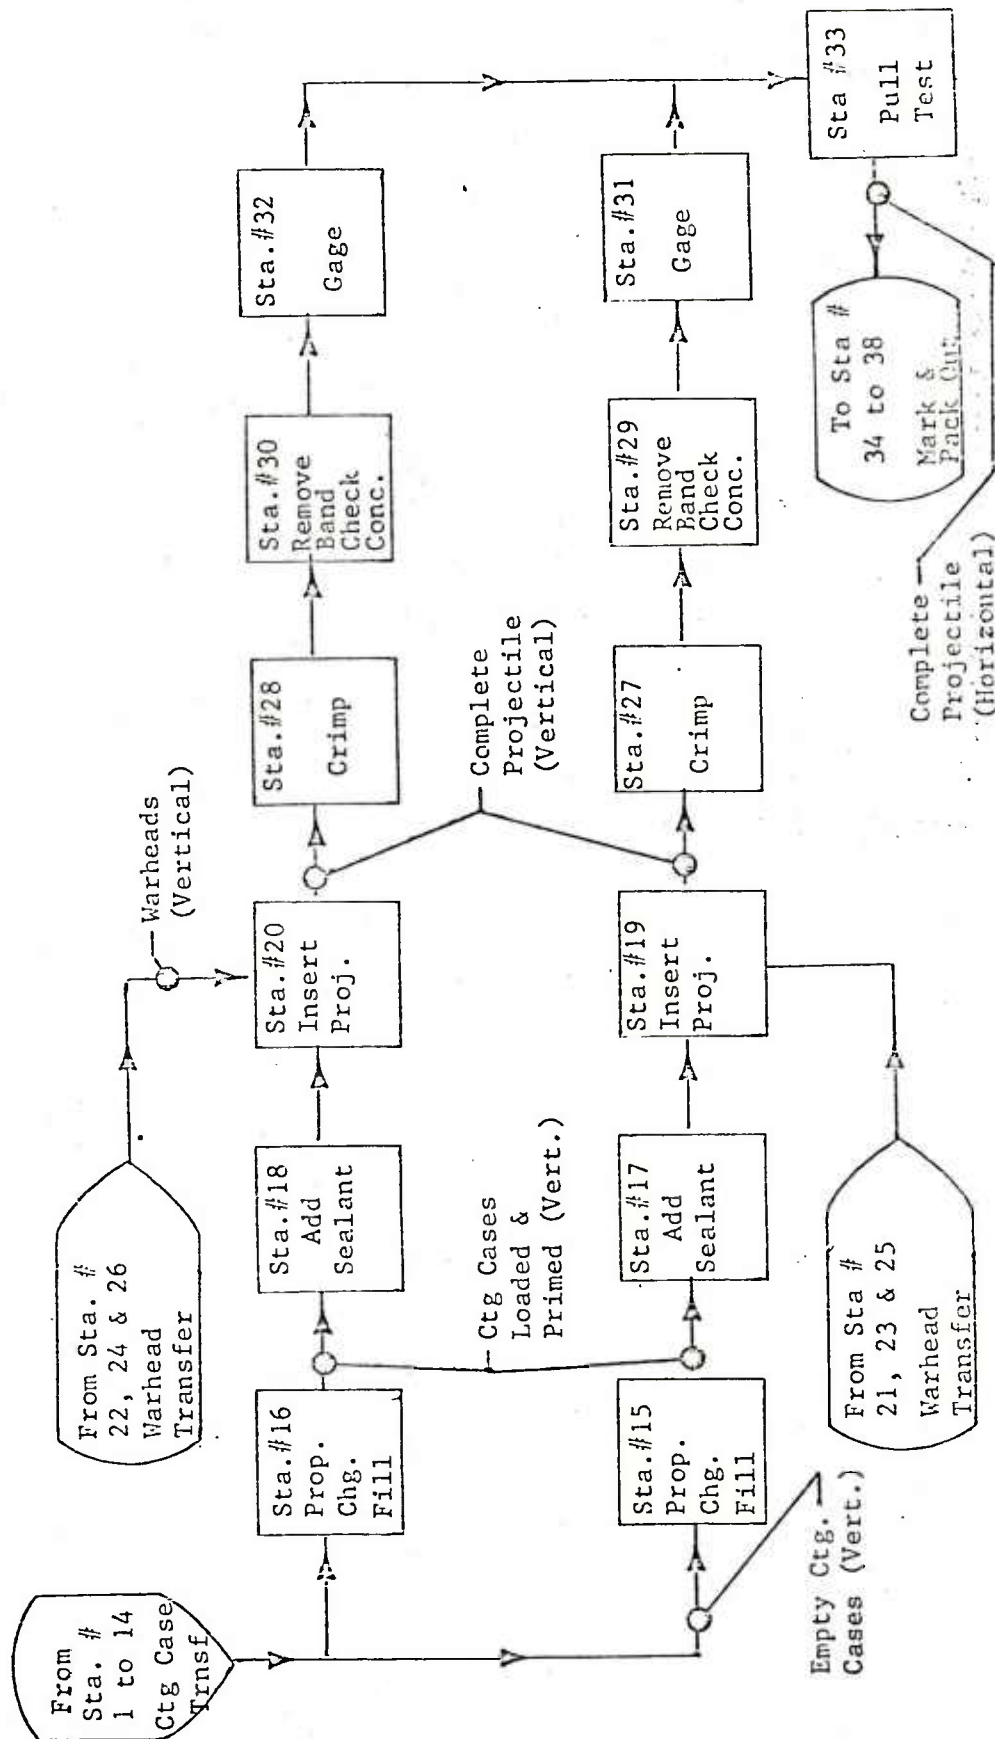 From
Sta. #
1 to 14
Ctg Case
Trnsf
From Sta. #
22, 24 & 26
Warhead
Transfer
Warheads
(Vertical)
Sta.#16
Prop.
Chg.
Fill
Sta.#18
Add
Sealant
Sta.#20
Insert
Proj.
Sta.#28
Crimp
Sta.#30
Remove
Band
Check
Conc.
Sta.#32
Gage
Ctg Cases
Loaded &
Primed (Vert.)
Complete
Projectile
(Vertical)
Sta.#15
Prop.
Chg.
Fill
Sta.#17
Add
Sealant
Sta.#19
Insert
Proj.
Sta.#27
Crimp
Sta.#29
Remove
Band
Check
Conc.
Sta.#31
Gage
Sta #33
Pull
Test
Empty Ctg.
Cases (Vert.)
From Sta #
21, 23 & 25
Warhead
Transfer
To Sta #
34 to 38
Mark &
Pack Out
Complete
Projectile
(Horizontal)